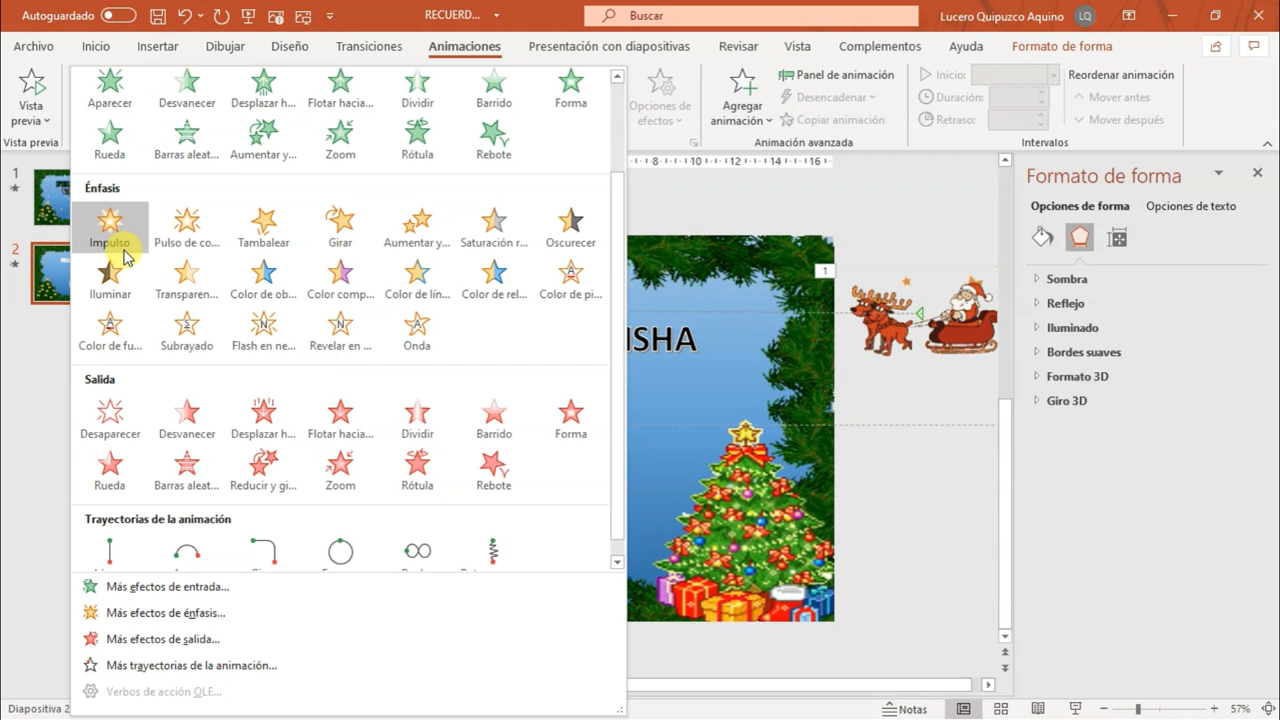 Autoguardado
RECUERD...
Buscar
Lucero Quipuzco Aquino
LQ
Archivo
Inicio
Insertar
Dibujar
Diseño
Transiciones
Animaciones
Presentación con diapositivas
Revisar
Vista
Complementos
Ayuda
Formato de forma
Vista
previa
Vista previa
Opciones de
efectos
Agregar
animación
Panel de animación
Desencadenar
Copiar animación
Animación avanzada
Inicio:
Duración:
Retraso:
Reordenar animación
Mover antes
Mover después
Intervalos
Aparecer
Desvanecer
Desplazar h...
Flotar hacia...
Dividir
Barrido
Forma
Rueda
Barras aleat...
Aumentar y...
Zoom
Rótula
Rebote
Énfasis
Impulso
Pulso de co...
Tambalear
Girar
Aumentar y...
Saturación r...
Oscurecer
Iluminar
Transparen...
Color de ob...
Color comp...
Color de lín...
Color de rel...
Color de pi...
Color de fu...
Subrayado
Flash en ne...
Revelar en ...
Onda
Salida
Desaparecer
Desvanecer
Desplazar h...
Flotar hacia...
Dividir
Barrido
Forma
Rueda
Barras aleat...
Reducir y gi...
Zoom
Rótula
Rebote
Trayectorias de la animación
Más efectos de entrada...
Más efectos de énfasis...
Más efectos de salida...
Más trayectorias de la animación...
Verbos de acción OLE...
1
2
8 10 12 14 16
1
ISHA
Formato de forma
Opciones de forma
Opciones de texto
Sombra
Reflejo
Iluminado
Bordes suaves
Formato 3D
Giro 3D
Diapositiva 2
Notas
57%